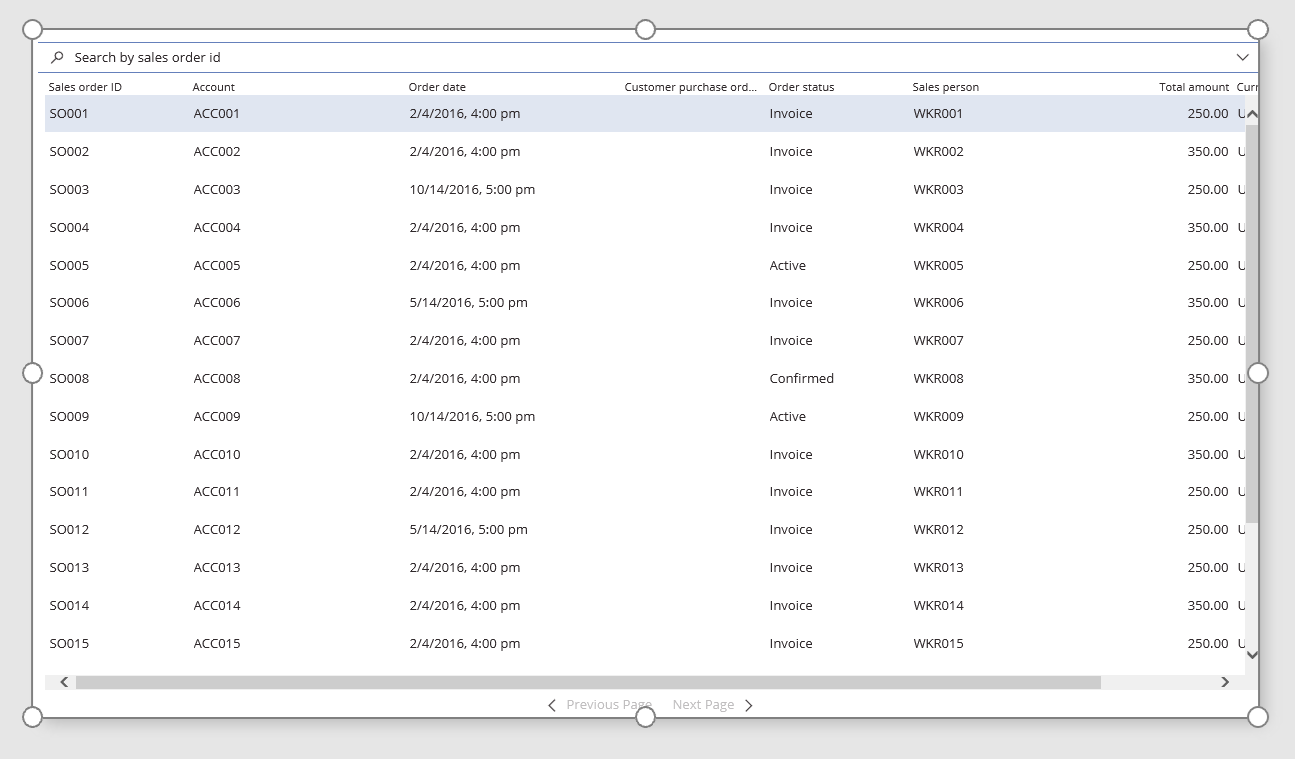 Search by sales order id
Sales order ID Account Order date Customer purchase ord... Order status Sales person Total amount Curr
SO001 ACC001 2/4/2016, 4:00 pm Invoice WKR001 250.00 U
SO002 ACC002 2/4/2016, 4:00 pm Invoice WKR002 350.00 U
SO003 ACC003 10/14/2016, 5:00 pm Invoice WKR003 250.00 U
SO004 ACC004 2/4/2016, 4:00 pm Invoice WKR004 350.00 U
SO005 ACC005 2/4/2016, 4:00 pm Active WKR005 250.00 U
SO006 ACC006 5/14/2016, 5:00 pm Invoice WKR006 350.00 U
SO007 ACC007 2/4/2016, 4:00 pm Invoice WKR007 250.00 U
SO008 ACC008 2/4/2016, 4:00 pm Confirmed WKR008 350.00 U
SO009 ACC009 10/14/2016, 5:00 pm Active WKR009 250.00 U
SO010 ACC010 2/4/2016, 4:00 pm Invoice WKR010 350.00 U
SO011 ACC011 2/4/2016, 4:00 pm Invoice WKR011 250.00 U
SO012 ACC012 5/14/2016, 5:00 pm Invoice WKR012 250.00 U
SO013 ACC013 2/4/2016, 4:00 pm Invoice WKR013 250.00 U
SO014 ACC014 2/4/2016, 4:00 pm Invoice WKR014 350.00 U
SO015 ACC015 2/4/2016, 4:00 pm Invoice WKR015 250.00 U
Previous Page Next Page